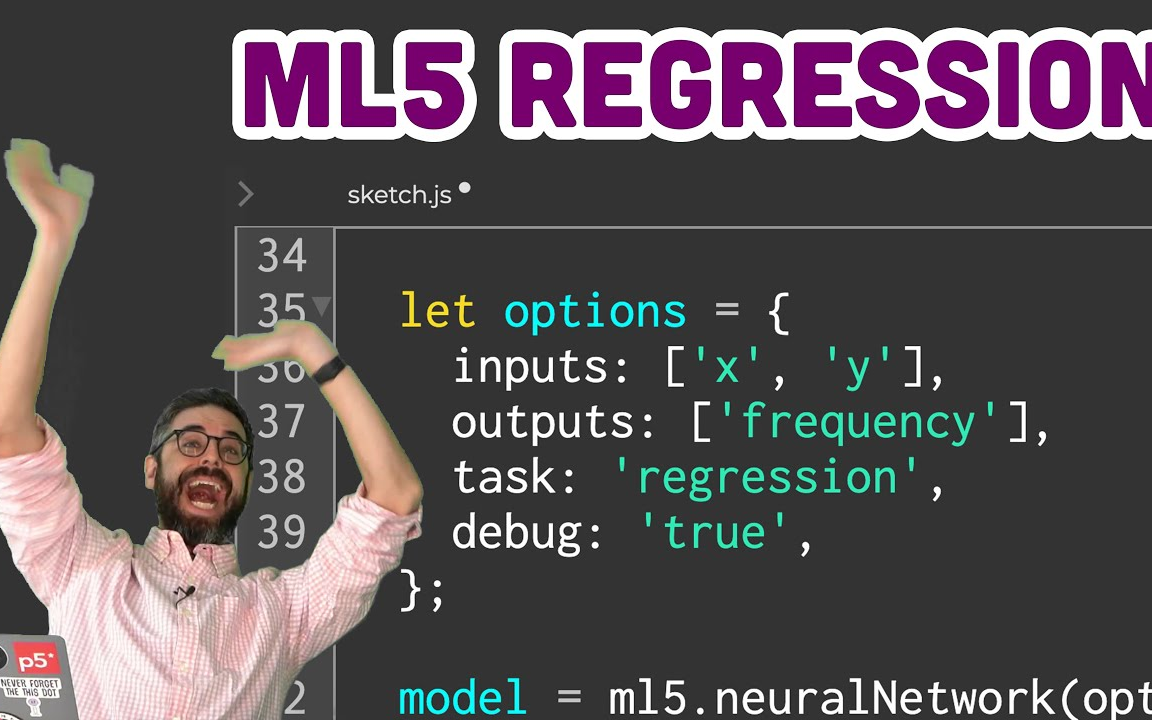 ML5 REGRESSION
sketch.js
34
35 let options = {
36 inputs: ['x', 'y'],
37 outputs: ['frequency'],
38 task: 'regression',
39 debug: 'true',
};
2 model = ml5.neuralNetwork(opt
p5*
NEVER FORGET
THE THIS DOT